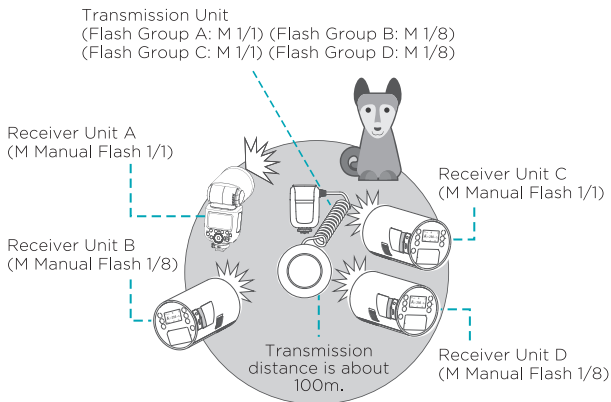 Transmission Unit
(Flash Group A: M 1/1) (Flash Group B: M 1/8)
(Flash Group C: M 1/1) (Flash Group D: M 1/8)
Receiver Unit A
(M Manual Flash 1/1)
Receiver Unit C
(M Manual Flash 1/1)
Receiver Unit B
(M Manual Flash 1/8)
Transmission
distance is about
100m.
Receiver Unit D
(M Manual Flash 1/8)